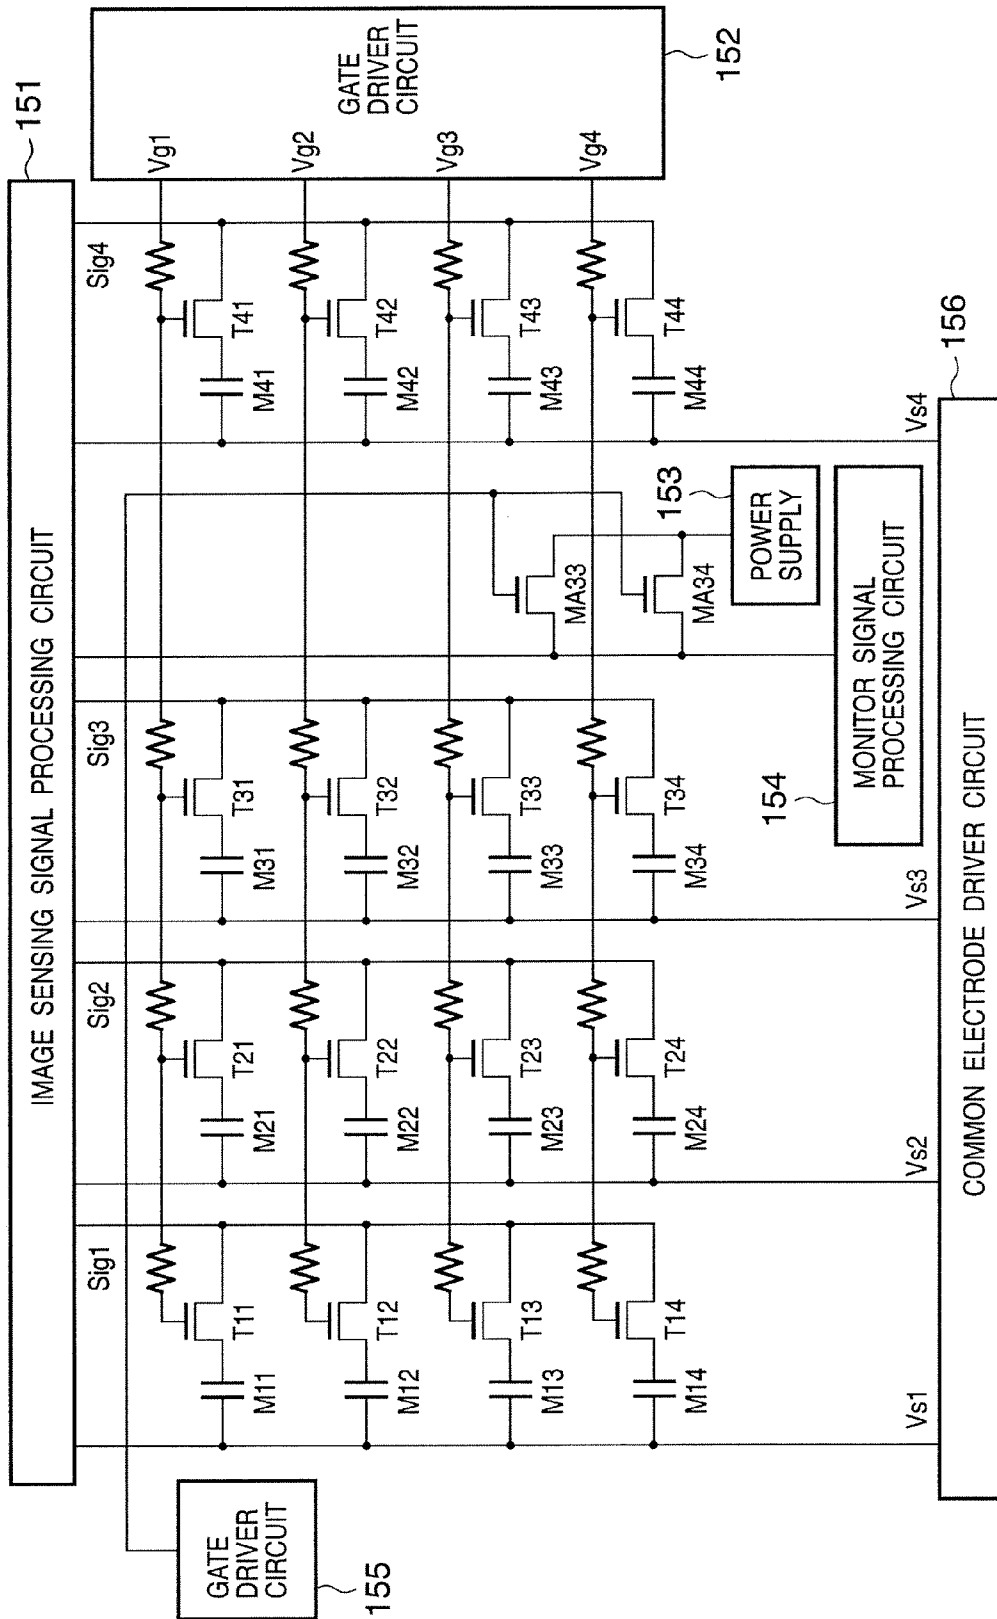 151
IMAGE SENSING SIGNAL PROCESSING CIRCUIT
GATE
DRIVER
CIRCUIT
155
Sig1
Sig2
Sig3
Sig4
Vg1
Vg2
Vg3
Vg4
GATE
DRIVER
CIRCUIT
152
M11
T11
M21
T21
M31
T31
M41
T41
M12
T12
M22
T22
M32
T32
M42
T42
M13
T13
M23
T23
M33
T33
MA33
M43
T43
M14
T14
M24
T24
M34
T34
MA34
M44
T44
153
POWER
SUPPLY
154
MONITOR SIGNAL
PROCESSING CIRCUIT
Vs1
Vs2
Vs3
Vs4
156
COMMON ELECTRODE DRIVER CIRCUIT